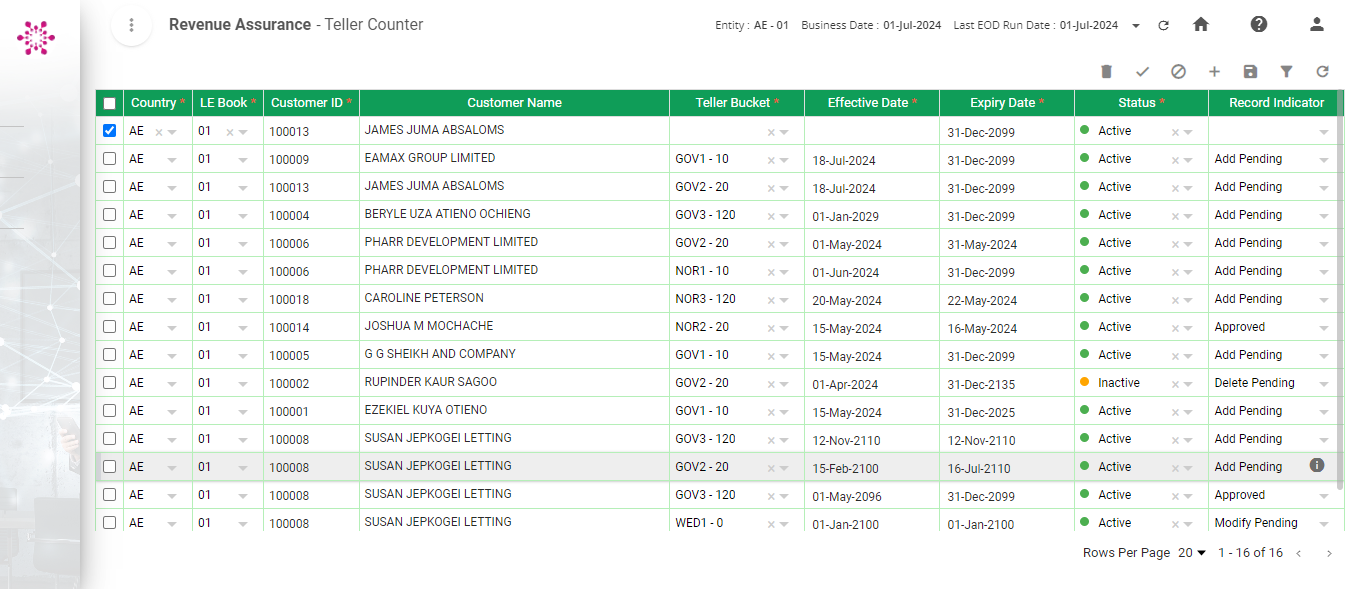 Revenue Assurance - Teller Counter
Entity : AE - 01 Business Date : 01-Jul-2024 Last EOD Run Date : 01-Jul-2024
Country * LE Book * Customer ID * Customer Name Teller Bucket * Effective Date * Expiry Date * Status * Record Indicator
AE 01 100013 JAMES JUMA ABSALOMS 31-Dec-2099 Active
AE 01 100009 EAMAX GROUP LIMITED GOV1 - 10 18-Jul-2024 31-Dec-2099 Active Add Pending
AE 01 100013 JAMES JUMA ABSALOMS GOV2 - 20 18-Jul-2024 31-Dec-2099 Active Add Pending
AE 01 100004 BERYLE UZA ATIENO OCHIENG GOV3 - 120 01-Jan-2029 31-Dec-2099 Active Add Pending
AE 01 100006 PHARR DEVELOPMENT LIMITED GOV2 - 20 01-May-2024 31-May-2024 Active Add Pending
AE 01 100006 PHARR DEVELOPMENT LIMITED NOR1 - 10 01-Jun-2024 31-Dec-2099 Active Add Pending
AE 01 100018 CAROLINE PETERSON NOR3 - 120 20-May-2024 22-May-2024 Active Add Pending
AE 01 100014 JOSHUA M MOCHACHE NOR2 - 20 15-May-2024 16-May-2024 Active Approved
AE 01 100005 G G SHEIKH AND COMPANY GOV1 - 10 15-May-2024 31-Dec-2099 Active Add Pending
AE 01 100002 RUPINDER KAUR SAGOO GOV2 - 20 01-Apr-2024 31-Dec-2135 Inactive Delete Pending
AE 01 100001 EZEKIEL KUYA OTIENO GOV1 - 10 15-May-2024 31-Dec-2025 Active Add Pending
AE 01 100008 SUSAN JEPKOGEI LETTING GOV3 - 120 12-Nov-2110 12-Nov-2110 Active Add Pending
AE 01 100008 SUSAN JEPKOGEI LETTING GOV2 - 20 15-Feb-2100 16-Jul-2110 Active Add Pending
AE 01 100008 SUSAN JEPKOGEI LETTING GOV3 - 120 01-May-2096 31-Dec-2099 Active Approved
AE 01 100008 SUSAN JEPKOGEI LETTING WED1 - 0 01-Jan-2100 01-Jan-2100 Active Modify Pending
Rows Per Page 20 1 - 16 of 16